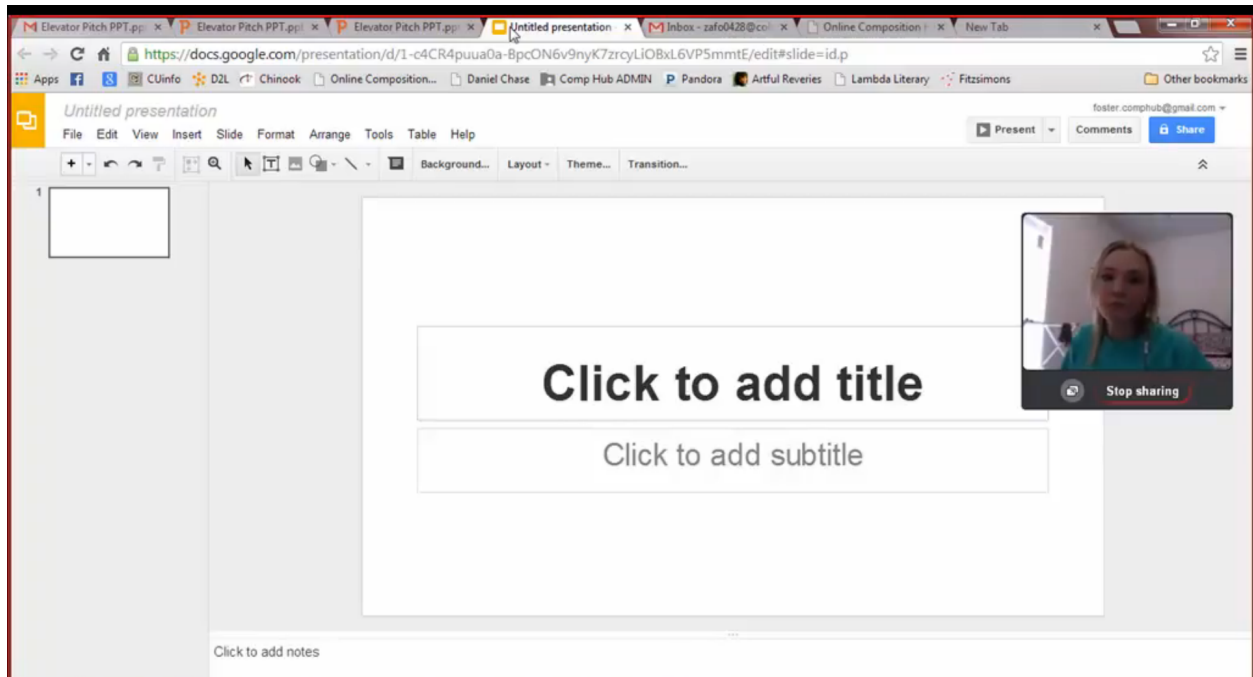 Elevator Pitch PPT.pp × Elevator Pitch PPT.pp × Elevator Pitch PPT.pp × Untitled presentation × Inbox - zafo0428@col × Online Composition × New Tab ×
https://docs.google.com/presentation/d/1-c4CR4puua0a-BpcON6v9nyK7zrcyLiOBxL6VP5mmtE/edit#slide=id.p
Apps CUinfo D2L Chinook Online Composition... Daniel Chase Comp Hub ADMIN Pandora Artful Reveries Lambda Literary Fitzsimons Other bookmarks
Untitled presentation
foster.comphub@gmail.com
File Edit View Insert Slide Format Arrange Tools Table Help
Present Comments Share
Background... Layout Theme... Transition...
1
Click to add title
Click to add subtitle
Stop sharing
Click to add notes